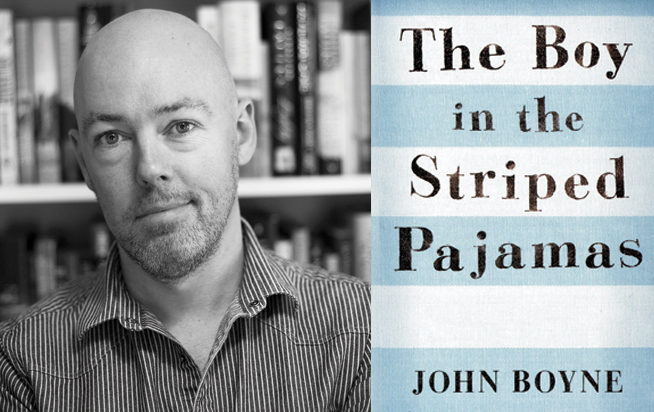 The Boy
in the
Striped
Pajamas
JOHN BOYNE